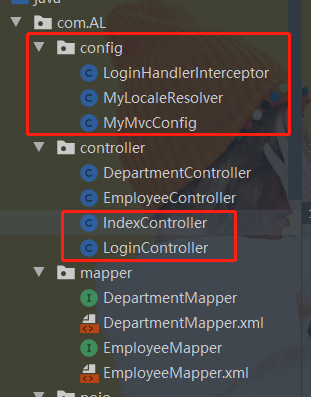 java
com.AL
config
LoginHandlerInterceptor
MyLocaleResolver
MyMvcConfig
controller
DepartmentController
EmployeeController
IndexController
LoginController
mapper
DepartmentMapper
DepartmentMapper.xml
EmployeeMapper
EmployeeMapper.xml